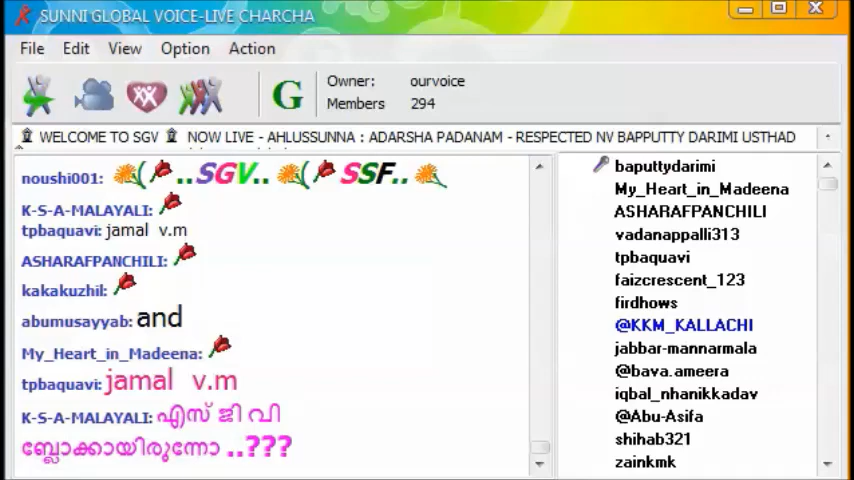 SUNNI GLOBAL VOICE-LIVE CHARCHA
File Edit View Option Action
G
Owner: ourvoice
Members 294
WELCOME TO SGV NOW LIVE - AHLUSSUNNA : ADARSHA PADANAM - RESPECTED NV BAPPUTTY DARIMI USTHAD
noushi001: (..SGV.. (SSF..
K-S-A-MALAYALI:
tpbaquavi: jamal v.m
ASHARAFPANCHILI:
kakakuzhil:
abumusayyab: and
My_Heart_in_Madeena:
tpbaquavi: jamal v.m
K-S-A-MALAYALI: എസ് ജി വി
ബ്ലോക്കായിരുന്നോ ..???
baputtydarimi
My_Heart_in_Madeena
ASHARAFPANCHILI
vadanappalli313
tpbaquavi
faizcrescent_123
firdhows
@KKM_KALLACHI
jabbar-mannarmala
@bava.ameera
iqbal_nhanikkadav
@Abu-Asifa
shihab321
zainkmk